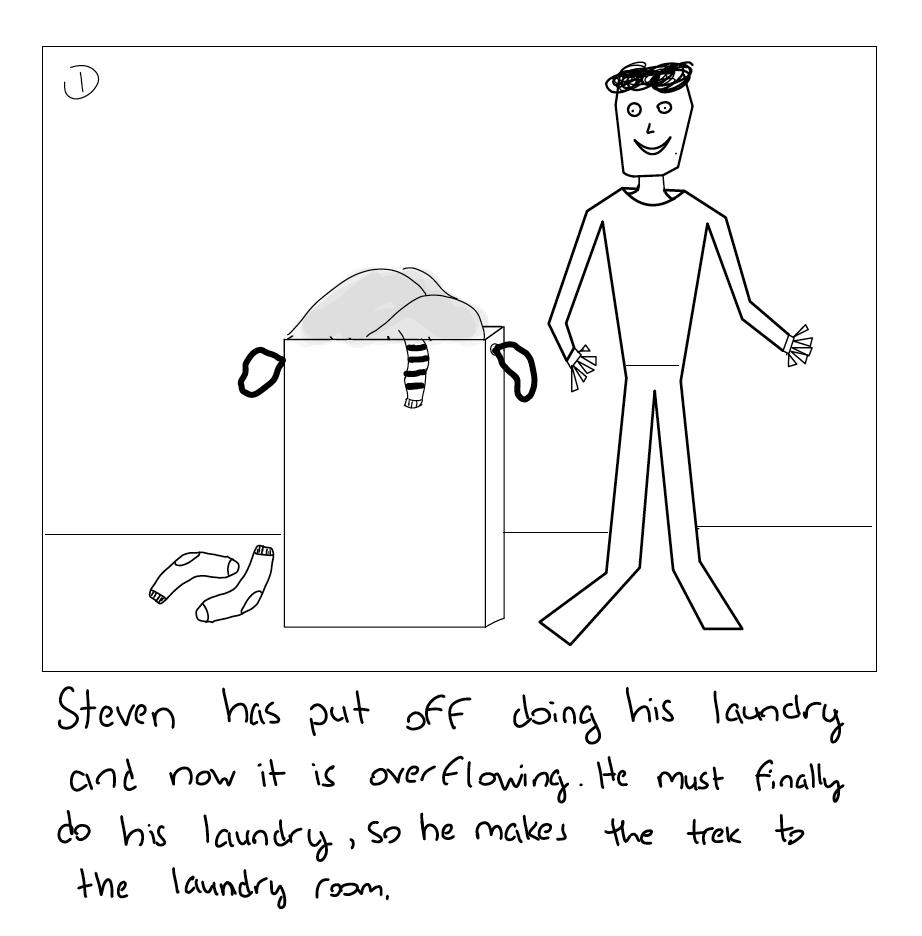 1
Steven has put off doing his laundry
and now it is overflowing. He must finally
do his laundry, so he makes the trek to
the laundry room.